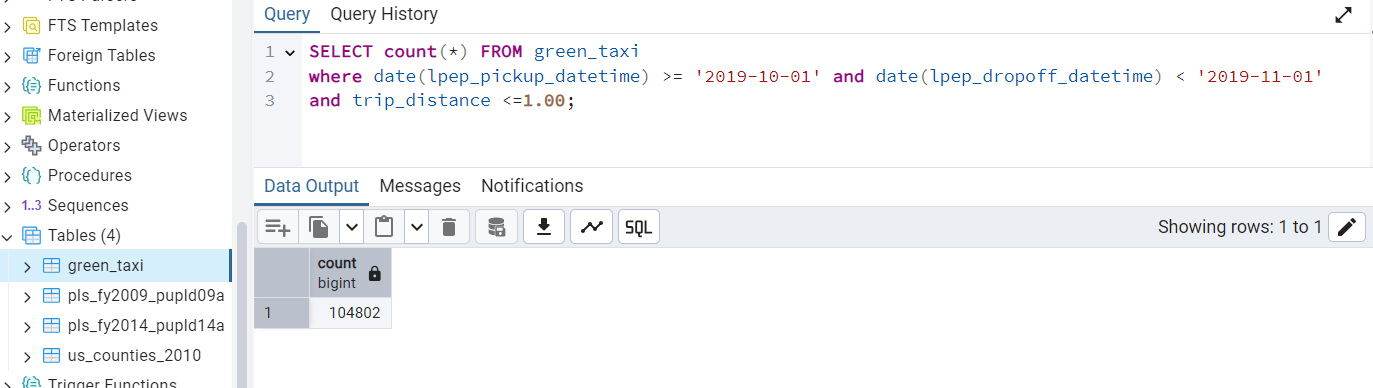 FTS Templates
Foreign Tables
Functions
Materialized Views
Operators
Procedures
1..3 Sequences
Tables (4)
green_taxi
pls_fy2009_pupld09a
pls_fy2014_pupld14a
us_counties_2010
Trigger Functions
Query Query History
1 SELECT count(*) FROM green_taxi
2 where date(lpep_pickup_datetime) >= '2019-10-01' and date(lpep_dropoff_datetime) < '2019-11-01'
3 and trip_distance <=1.00;
Data Output Messages Notifications
SQL Showing rows: 1 to 1
count
bigint
1 104802